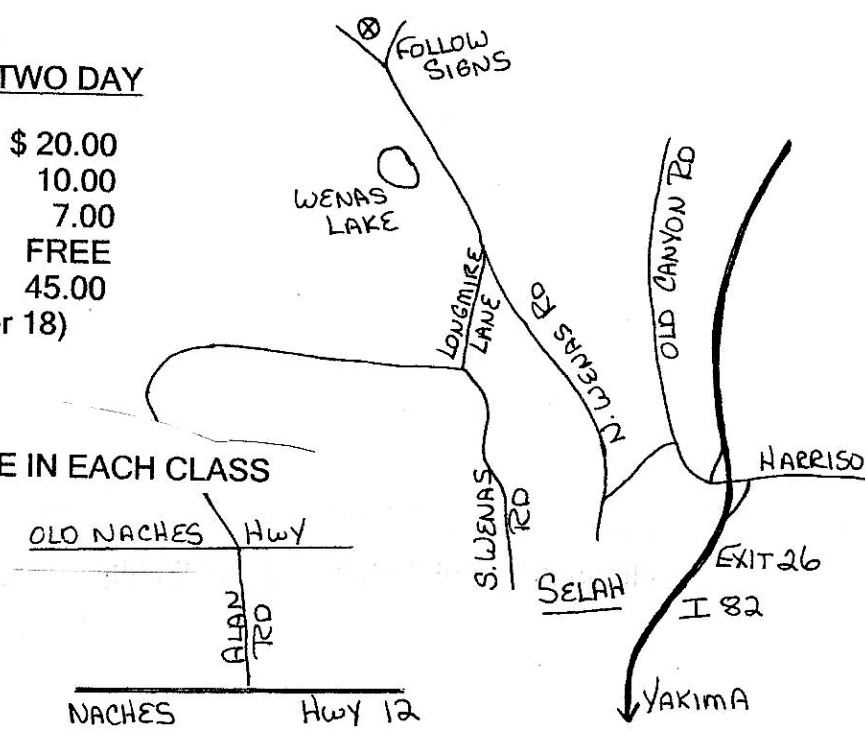 TWO DAY
$ 20.00
10.00
7.00
FREE
45.00
r 18)
E IN EACH CLASS
FOLLOW
SIGNS
WENAS
LAKE
LONGMIRE
LANE
N. WENAS RD
OLD CANYON RD
HARRISO
S. WENAS
RD
SELAH
EXIT 26
I 82
YAKIMA
OLD NACHES HWY
ALAN
RD
NACHES HWY 12